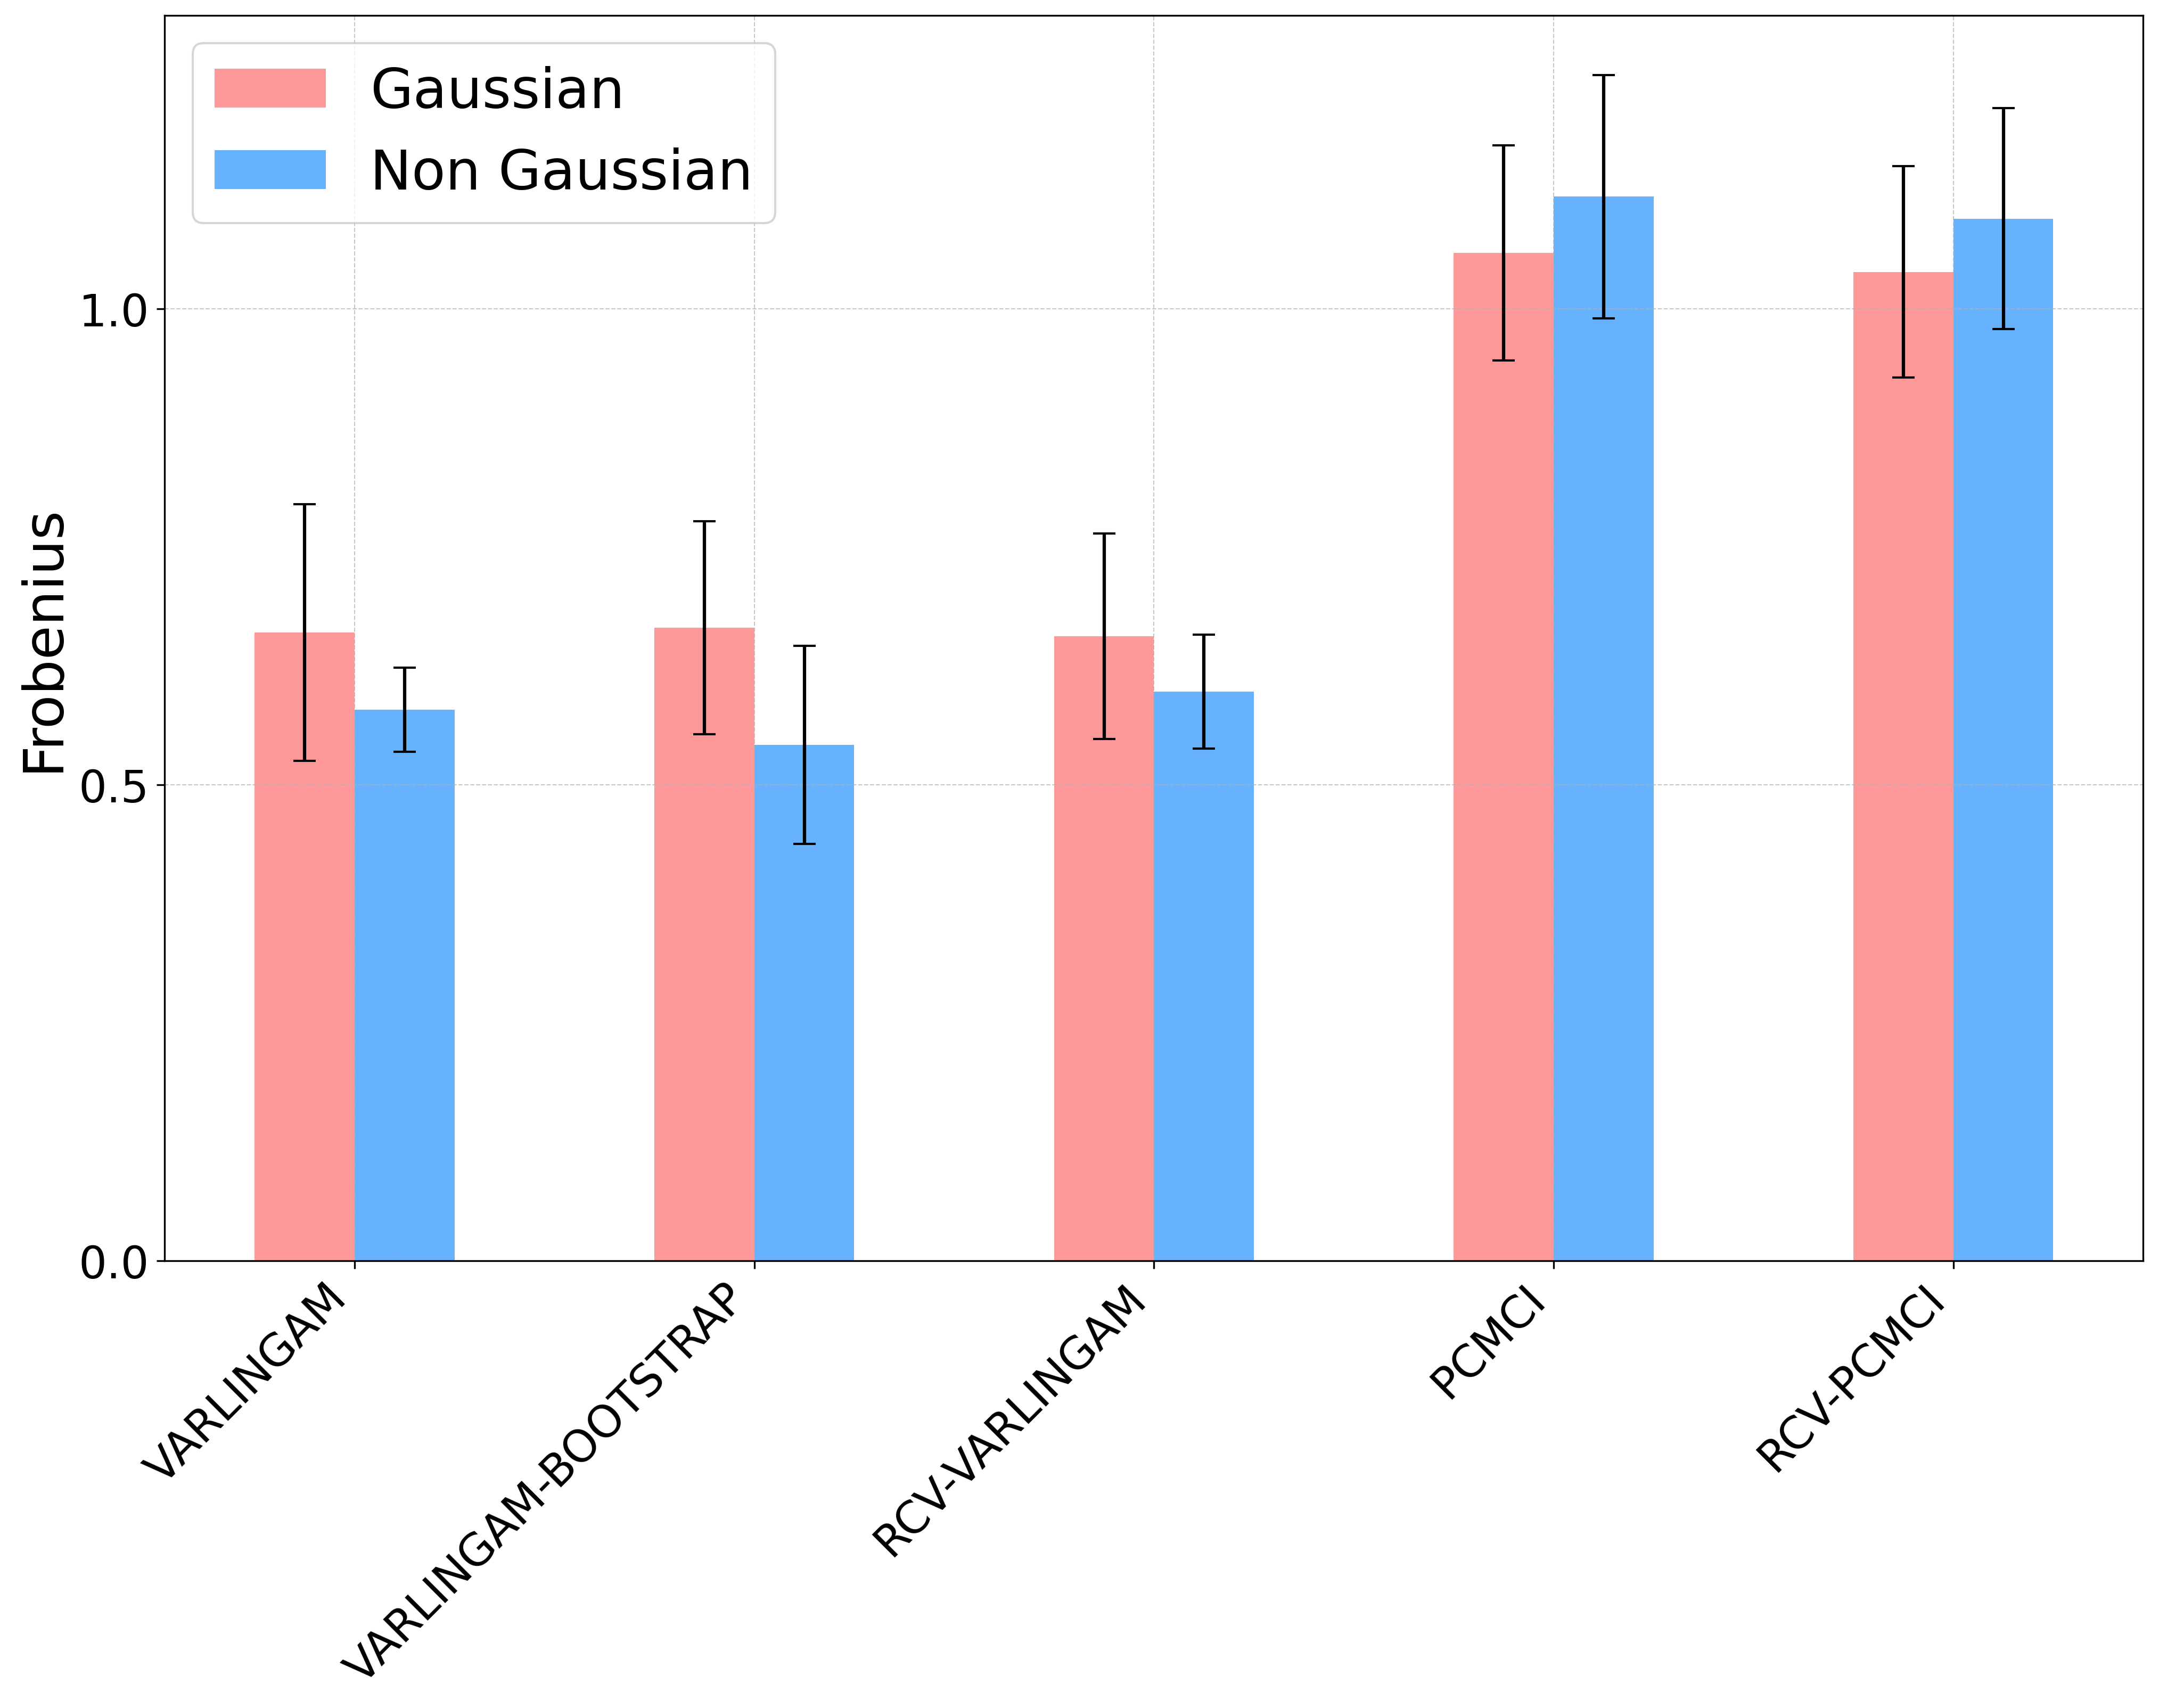 Gaussian
Non Gaussian
Frobenius
1.0
0.5
0.0
VARLINGAM
VARLINGAM-BOOTSTRAP
RCV-VARLINGAM
PCMCI
RCV-PCMCI